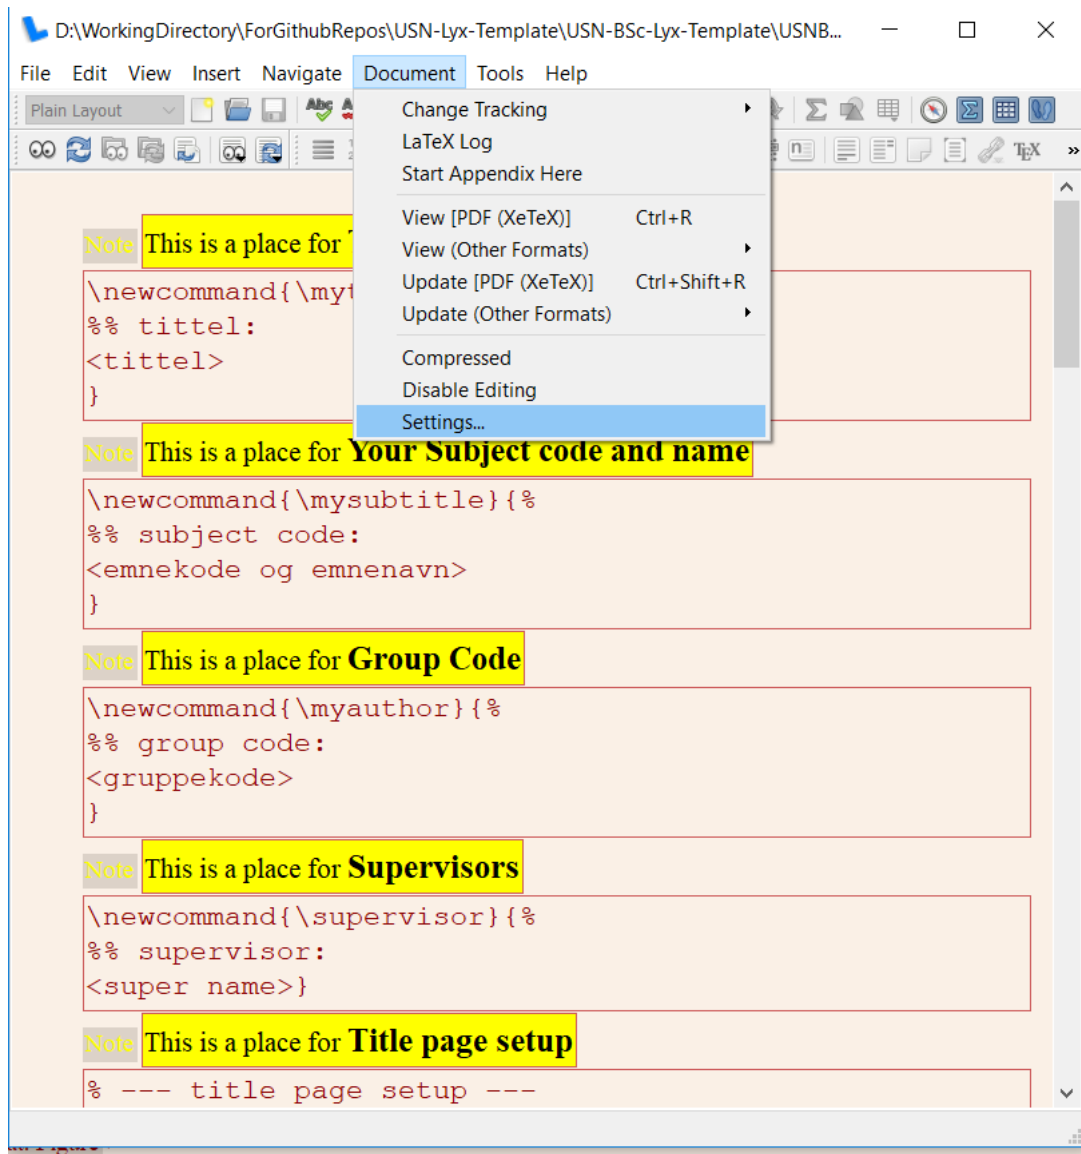 D:\WorkingDirectory\ForGithubRepos\USN-Lyx-Template\USN-BSc-Lyx-Template\USNB...
File Edit View Insert Navigate Document Tools Help
Plain Layout
Change Tracking
LaTeX Log
Start Appendix Here
View [PDF (XeTeX)] Ctrl+R
View (Other Formats)
Update [PDF (XeTeX)] Ctrl+Shift+R
Update (Other Formats)
Compressed
Disable Editing
Settings...
Note This is a place for
\newcommand{\myt
%% tittel:
<tittel>
}
Note This is a place for Your Subject code and name
\newcommand{\mysubtitle}{%
%% subject code:
<emnekode og emnenavn>
}
Note This is a place for Group Code
\newcommand{\myauthor}{%
%% group code:
<gruppekode>
}
Note This is a place for Supervisors
\newcommand{\supervisor}{%
%% supervisor:
<super name>}
Note This is a place for Title page setup
% --- title page setup ---